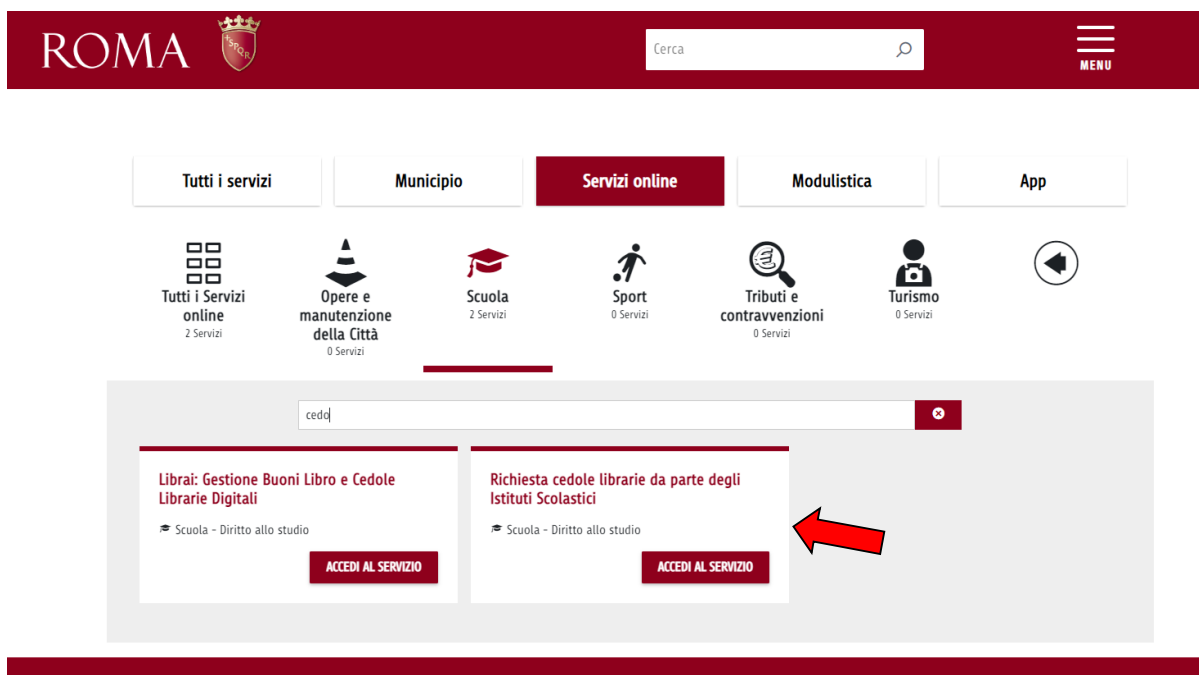 ROMA
Cerca
MENU
Tutti i servizi
Municipio
Servizi online
Modulistica
App
Tutti i Servizi
online
2 Servizi
Opere e
manutenzione
della Città
0 Servizi
Scuola
2 Servizi
Sport
0 Servizi
Tributi e
contravvenzioni
0 Servizi
Turismo
0 Servizi
cedo
Librai: Gestione Buoni Libro e Cedole
Librarie Digitali
Scuola - Diritto allo studio
ACCEDI AL SERVIZIO
Richiesta cedole librarie da parte degli
Istituti Scolastici
Scuola - Diritto allo studio
ACCEDI AL SERVIZIO